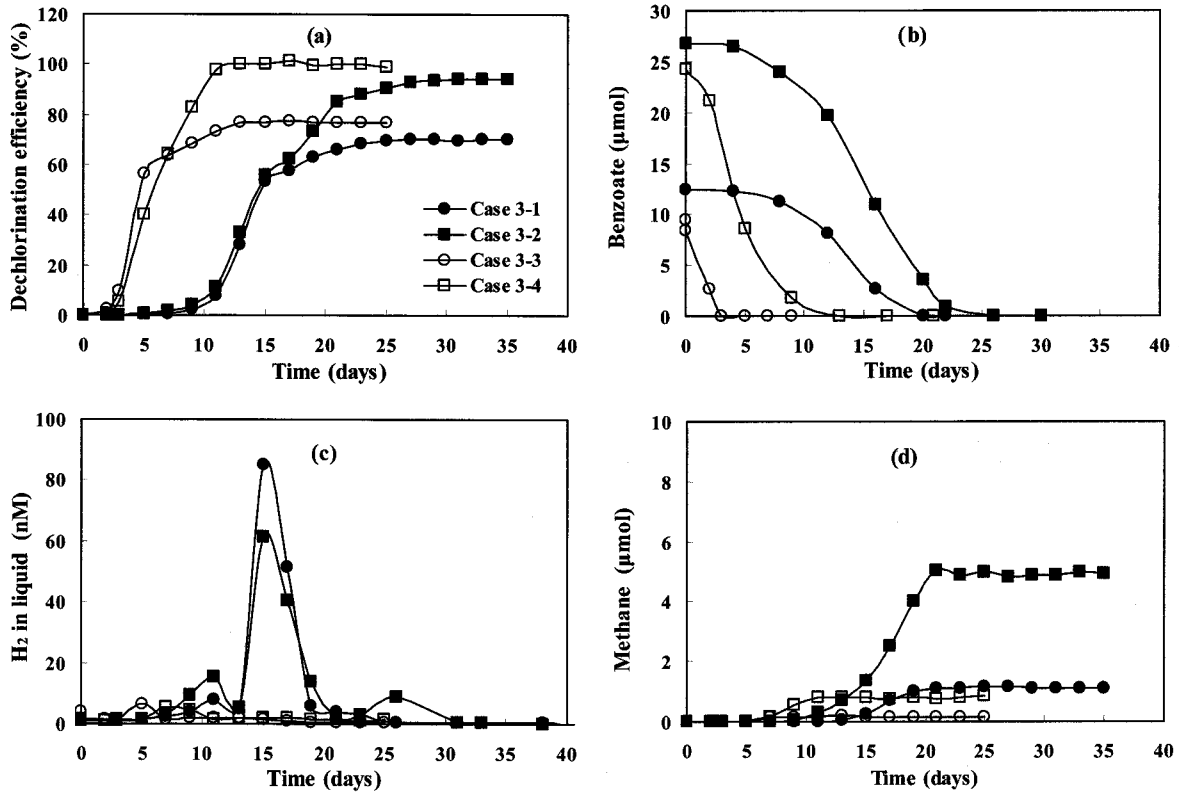 (a)
Dechlorination efficiency (%)
120
100
80
60
40
20
0
Case 3-1
Case 3-2
Case 3-3
Case 3-4
0 5 10 15 20 25 30 35 40
Time (days)
(b)
Benzoate (µmol)
30
25
20
15
10
5
0
0 5 10 15 20 25 30 35 40
Time (days)
(c)
H₂ in liquid (nM)
100
80
60
40
20
0
0 5 10 15 20 25 30 35 40
Time (days)
(d)
Methane (µmol)
10
8
6
4
2
0
0 5 10 15 20 25 30 35 40
Time (days)